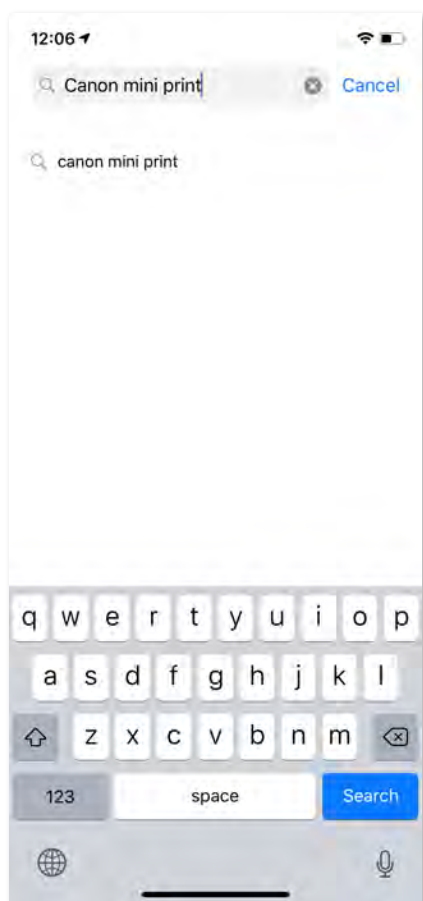 12:06
Canon mini print
Cancel
canon mini print
q w e r t y u i o p
a s d f g h j k l
z x c v b n m
123 space Search